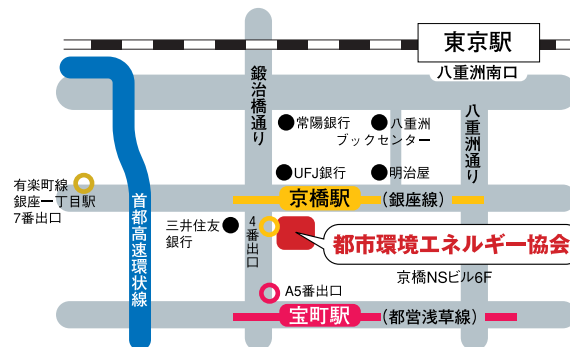 東京駅
八重洲南口
鍛治橋通り
八重洲通り
常陽銀行
八重洲
ブックセンター
UFJ銀行
明治屋
有楽町線
銀座一丁目駅
7番出口
京橋駅
(銀座線)
首都高速環状線
三井住友
銀行
4番出口
都市環境エネルギー協会
京橋NSビル6F
A5番出口
宝町駅
(都営浅草線)